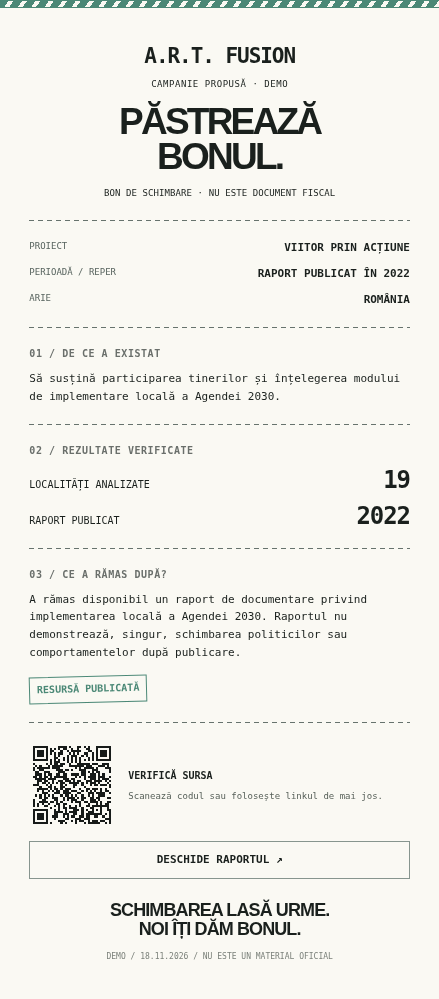 A.R.T. FUSION
CAMPANIE PROPUSĂ · DEMO
PĂSTREAZĂ
BONUL.
BON DE SCHIMBARE · NU ESTE DOCUMENT FISCAL
PROIECT
VIITOR PRIN ACȚIUNE
PERIOADĂ / REPER
RAPORT PUBLICAT ÎN 2022
ARIE
ROMÂNIA
01 / DE CE A EXISTAT
Să susțină participarea tinerilor și înțelegerea modului
de implementare locală a Agendei 2030.
02 / REZULTATE VERIFICATE
LOCALITĂȚI ANALIZATE
19
RAPORT PUBLICAT
2022
03 / CE A RĂMAS DUPĂ?
A rămas disponibil un raport de documentare privind
implementarea locală a Agendei 2030. Raportul nu
demonstrează, singur, schimbarea politicilor sau
comportamentelor după publicare.
RESURSĂ PUBLICATĂ
VERIFICĂ SURSA
Scanează codul sau folosește linkul de mai jos.
DESCHIDE RAPORTUL ↗
SCHIMBAREA LASĂ URME.
NOI ÎȚI DĂM BONUL.
DEMO / 18.11.2026 / NU ESTE UN MATERIAL OFICIAL